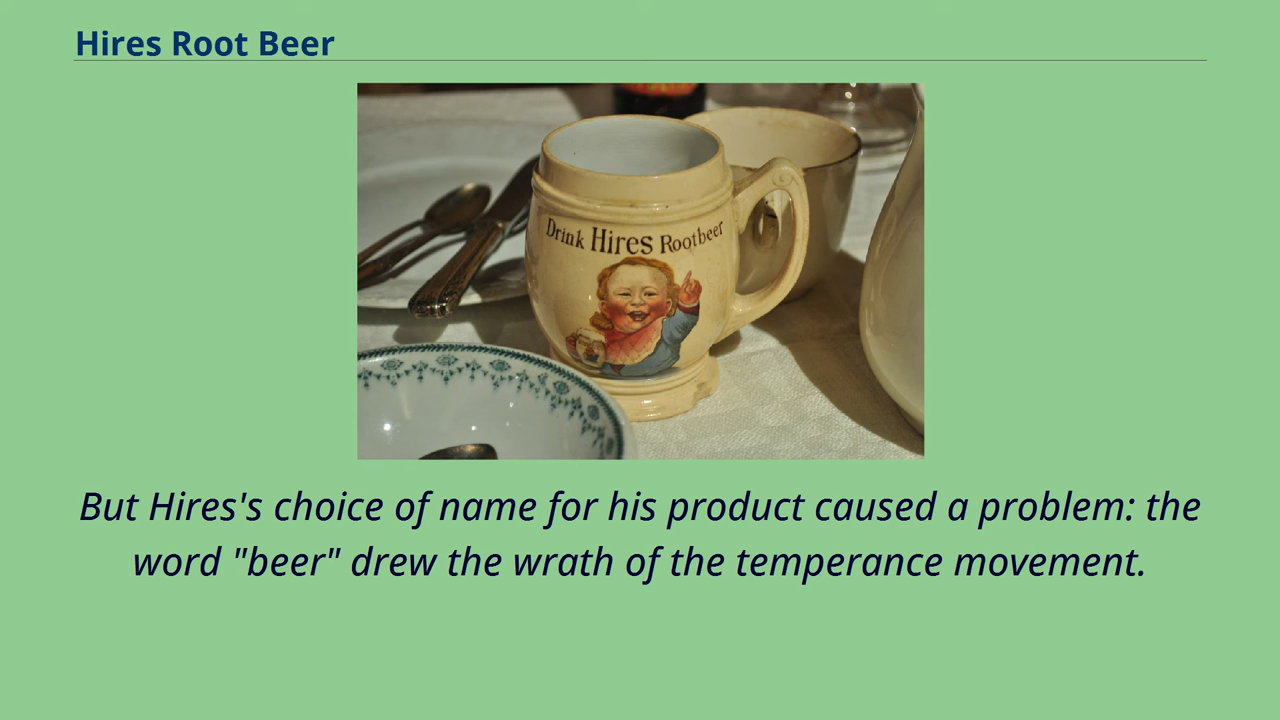 Hires Root Beer
Drink Hires Rootbeer
But Hires's choice of name for his product caused a problem: the
word "beer" drew the wrath of the temperance movement.